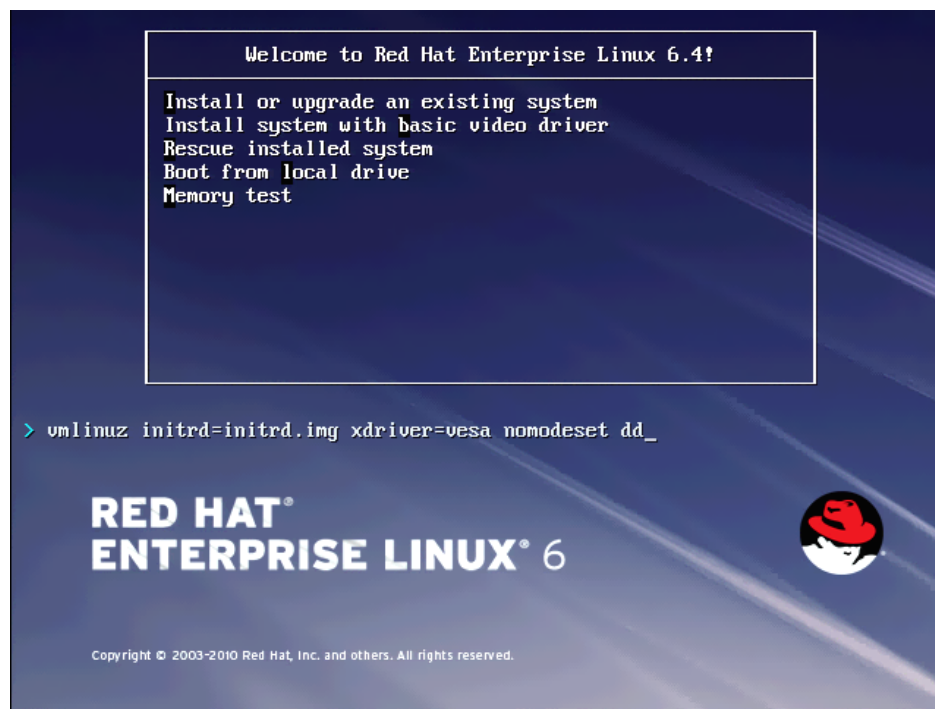 Welcome to Red Hat Enterprise Linux 6.4!
Install or upgrade an existing system
Install system with basic video driver
Rescue installed system
Boot from local drive
Memory test
> vmlinuz initrd=initrd.img xdriver=vesa nomodeset dd_
RED HAT®
ENTERPRISE LINUX® 6
Copyright © 2003-2010 Red Hat, Inc. and others. All rights reserved.